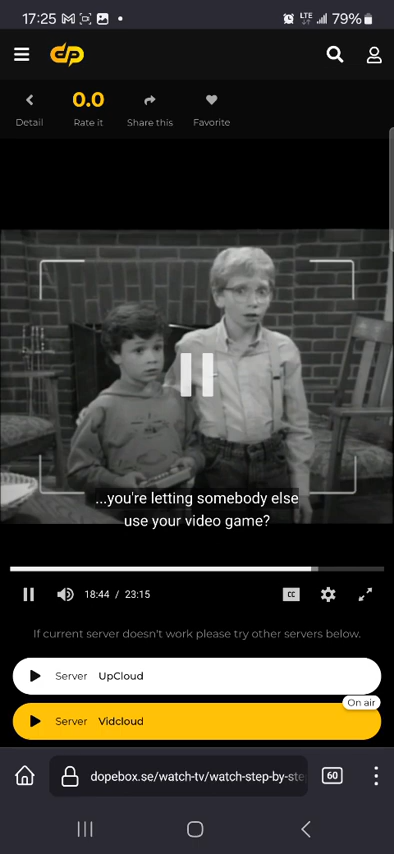 17:25
LTE
79%
dp
0.0
Detail
Rate it
Share this
Favorite
...you're letting somebody else
use your video game?
18:44 / 23:15
CC
If current server doesn't work please try other servers below.
Server UpCloud
On air
Server Vidcloud
dopebox.se/watch-tv/watch-step-by-ste
60